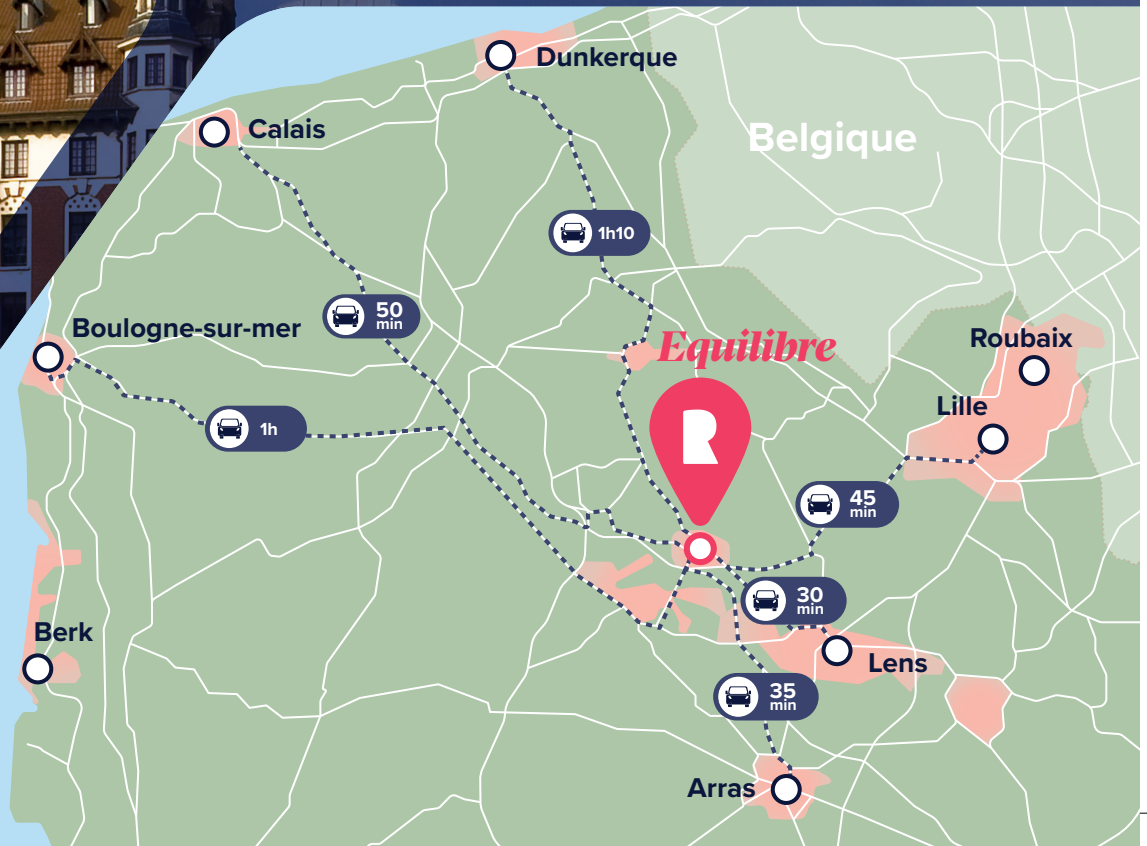 Dunkerque
Calais
Belgique
1h10
50
min
Boulogne-sur-mer
Equilibre
Roubaix
Lille
1h
R
45
min
30
min
Berk
Lens
35
min
Arras